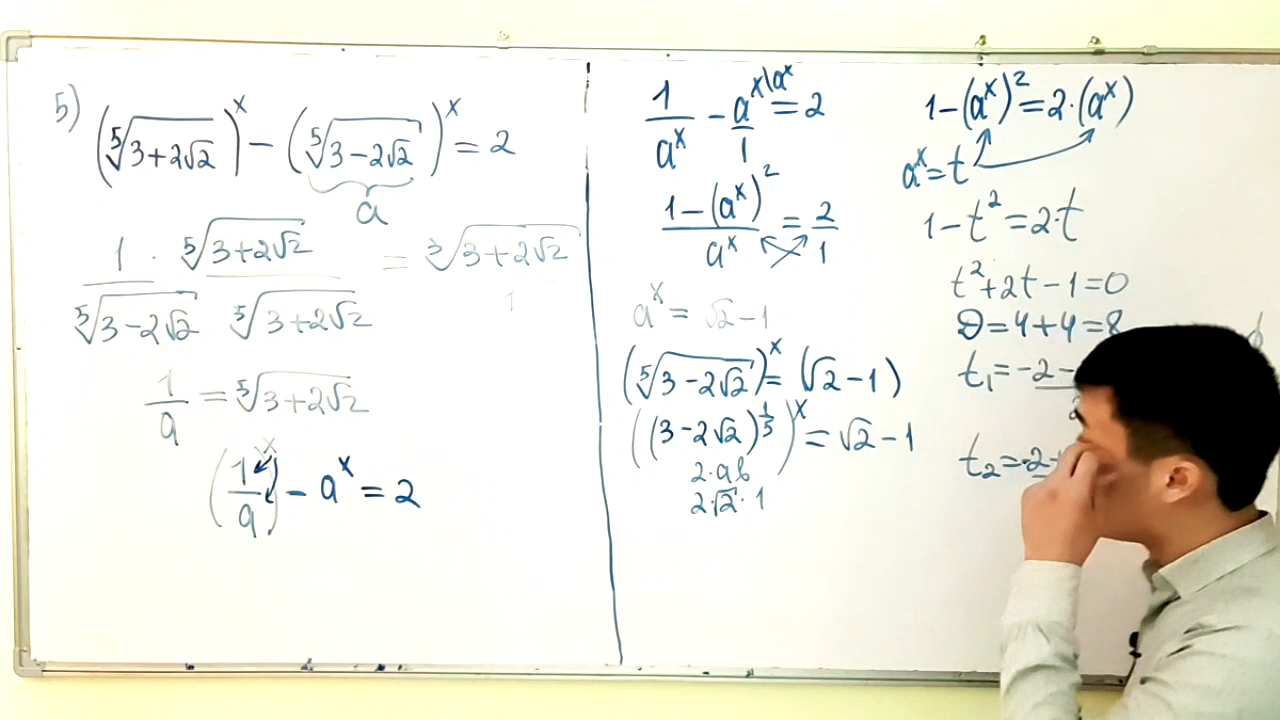 5) (⁵√(3+2√2))ˣ − (⁵√(3−2√2))ˣ = 2
a
1/⁵√(3−2√2) · ⁵√(3+2√2)/⁵√(3+2√2) = ⁵√(3+2√2)/1
1/a = ⁵√(3+2√2)
(1/a)ˣ − aˣ = 2
1/aˣ − aˣ/1 \aˣ = 2
(1−(aˣ)²)/aˣ = 2/1
aˣ = √2−1
(⁵√(3−2√2))ˣ = (√2−1)
((3−2√2)^(1/5))ˣ = √2−1
2·ab
2·√2·1
1−(aˣ)² = 2·(aˣ)
aˣ = t
1−t² = 2·t
t²+2t−1=0
D=4+4=8
t₁=-2-
t₂=-2+